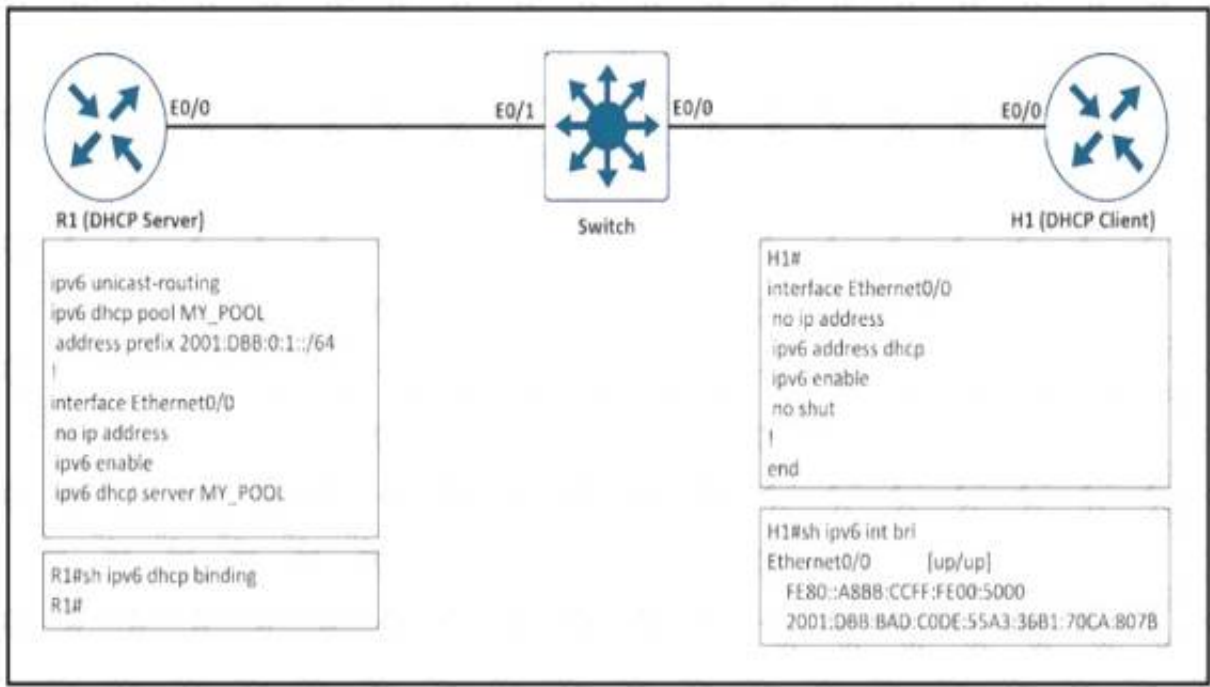 E0/0
E0/1
E0/0
E0/0
R1 (DHCP Server)
Switch
H1 (DHCP Client)
ipv6 unicast-routing
ipv6 dhcp pool MY_POOL
address prefix 2001:DBB:0:1::/64
!
interface Ethernet0/0
no ip address
ipv6 enable
ipv6 dhcp server MY_POOL
R1#sh ipv6 dhcp binding
R1#
H1#
interface Ethernet0/0
no ip address
ipv6 address dhcp
ipv6 enable
no shut
!
end
H1#sh ipv6 int bri
Ethernet0/0 [up/up]
FE80::A8BB:CCFF:FE00:5000
2001:DBB:BAD:C0DE:55A3:36B1:70CA:807B